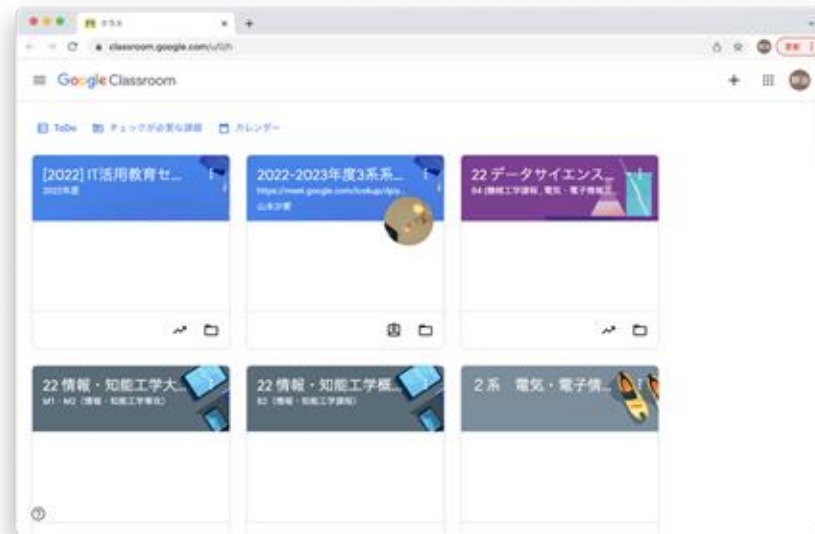 クラス
classroom.google.com/u/0/h
更新
Google Classroom
ToDo チェックが必要な課題 カレンダー
[2022] IT活用教育セ...
2022年度
2022-2023年度3系系...
22 データサイエンス...
22 情報・知能工学大...
M1・M2 (情報・知能工学専攻)
22 情報・知能工学概...
B2 (情報・知能工学課程)
2系 電気・電子情...